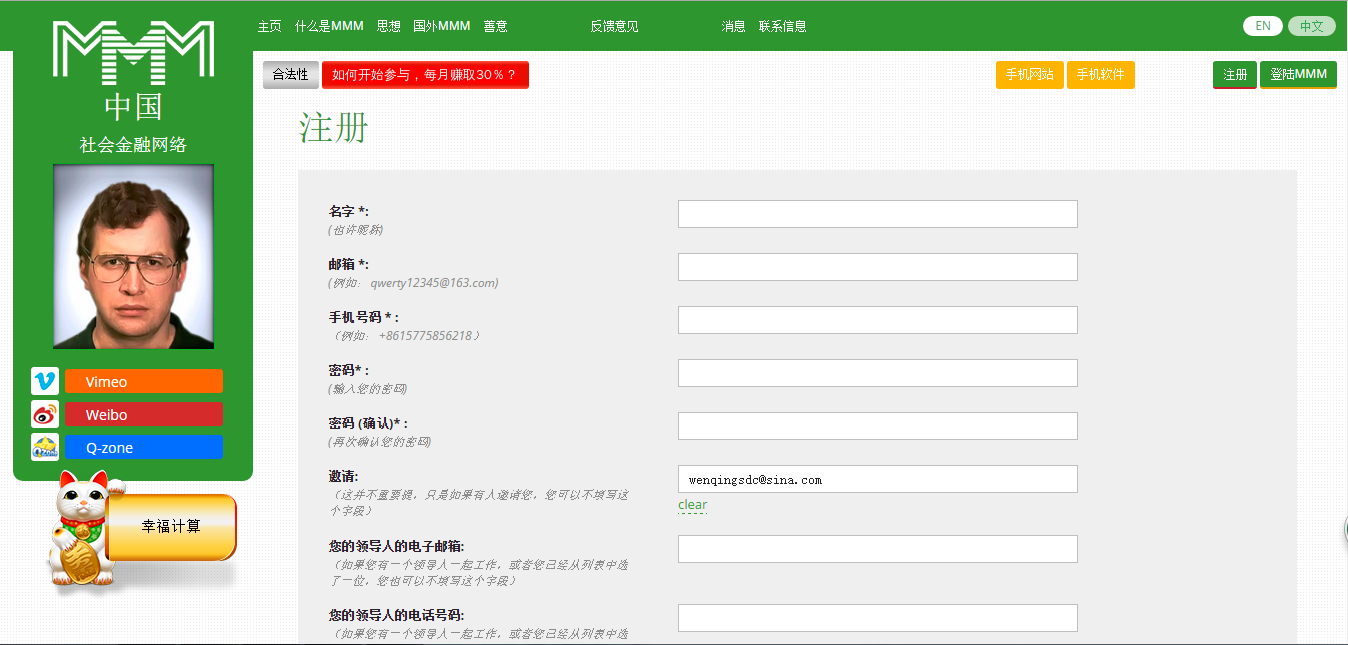 主页 什么是MMM 思想 国外MMM 善意 反馈意见 消息 联系信息 EN 中文
MMM
中国
社会金融网络
合法性 如何开始参与，每月赚取30％？ 手机网站 手机软件 注册 登陆MMM
注册
名字 *:
(也许昵称)
邮箱 *:
(例如: qwerty12345@163.com)
手机号码 * :
（例如: +8615775856218）
密码* :
(输入您的密码)
密码 (确认)* :
(再次确认您的密码)
邀请:
（这并不重要提，只是如果有人邀请您，您可以不填写这
个字段）
wenqingsdc@sina.com
clear
您的领导人的电子邮箱:
（如果您有一个领导人一起工作，或者您已经从列表中选
了一位，您也可以不填写这个字段）
您的领导人的电话号码:
（如果您有一个领导人一起工作，或者您已经从列表中选
Vimeo
Weibo
Q-zone
幸福计算